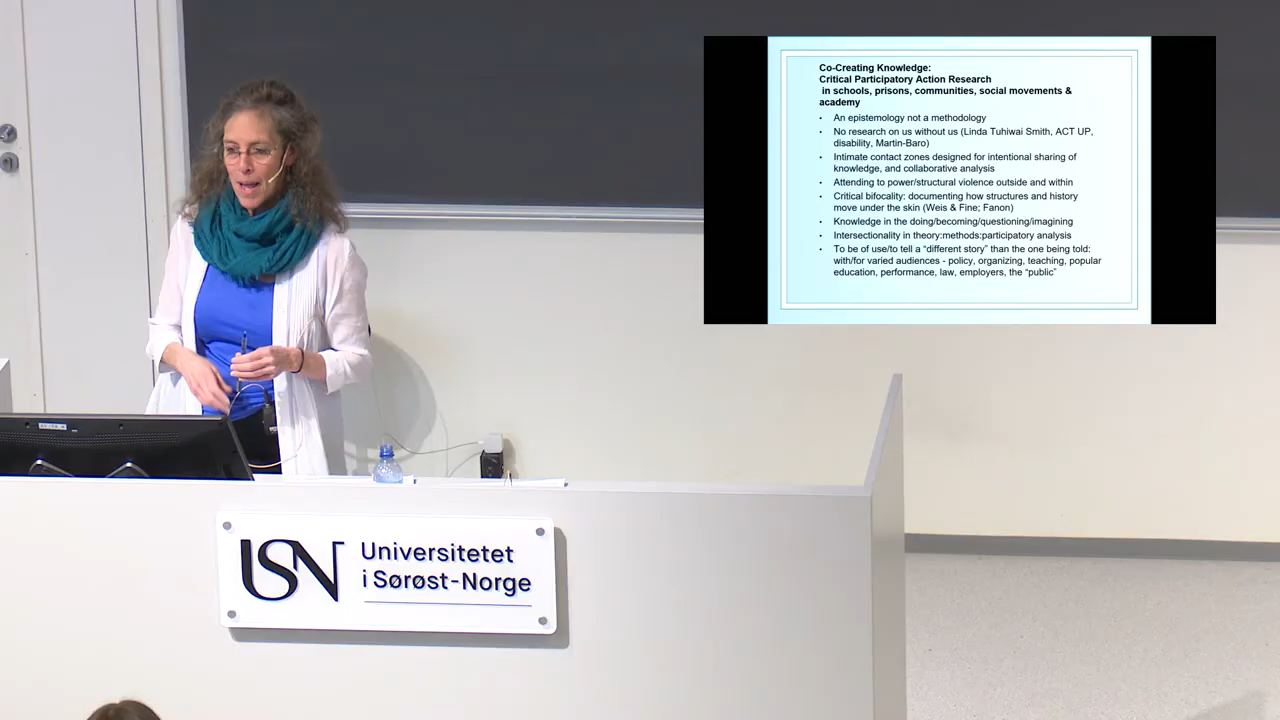 Co-Creating Knowledge:
Critical Participatory Action Research
in schools, prisons, communities, social movements &
academy
• An epistemology not a methodology
• No research on us without us (Linda Tuhiwai Smith, ACT UP,
disability, Martin-Baro)
• Intimate contact zones designed for intentional sharing of
knowledge, and collaborative analysis
• Attending to power/structural violence outside and within
• Critical bifocality: documenting how structures and history
move under the skin (Weis & Fine; Fanon)
• Knowledge in the doing/becoming/questioning/imagining
• Intersectionality in theory:methods:participatory analysis
• To be of use/to tell a “different story” than the one being told:
with/for varied audiences - policy, organizing, teaching, popular
education, performance, law, employers, the “public”
USN
Universitetet
i Sørøst-Norge